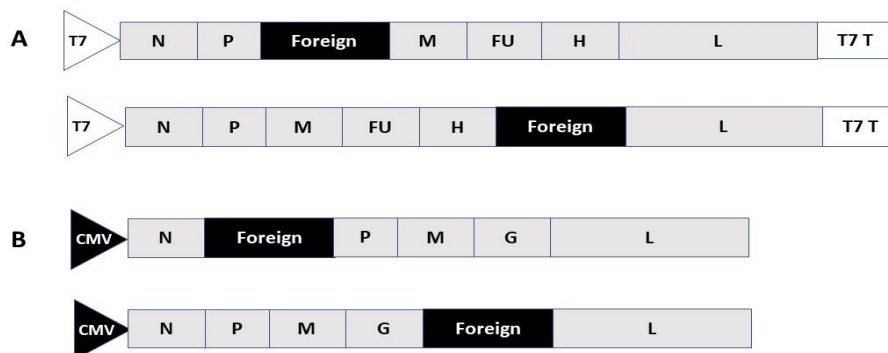 A T7 N P Foreign M FU H L T7 T
T7 N P M FU H Foreign L T7 T
B CMV N Foreign P M G L
CMV N P M G Foreign L